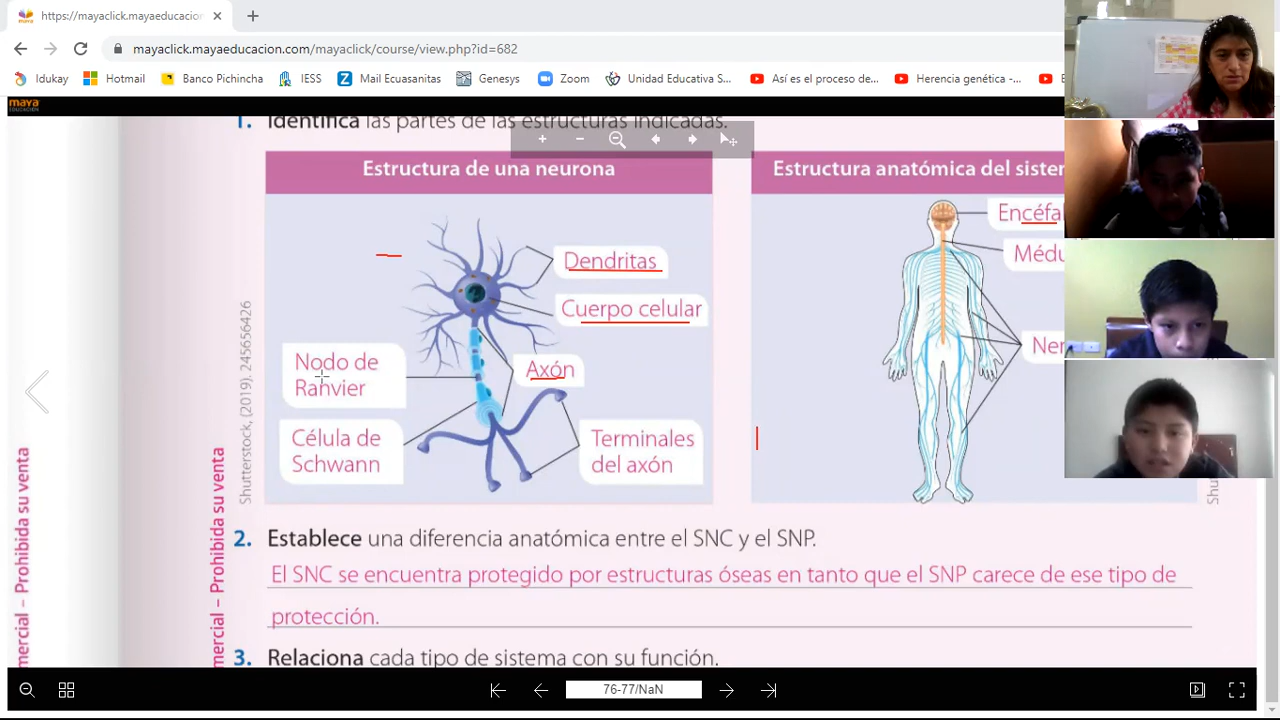 https://mayaclick.mayaeducacion
mayaclick.mayaeducacion.com/mayaclick/course/view.php?id=682
Idukay
Hotmail
Banco Pichincha
IESS
Mail Ecuasanitas
Genesys
Zoom
Unidad Educativa S...
Así es el proceso de...
Herencia genética -...
maya
EDUCACIÓN
1. Identifica las partes de las estructuras indicadas.
Estructura de una neurona
Dendritas
Cuerpo celular
Axón
Nodo de
Ranvier
Célula de
Schwann
Terminales
del axón
Shutterstock, (2019). 245656426
Estructura anatómica del sistem
Encéfal
Médu
Ner
Shu
mercial – Prohibida su venta
mercial – Prohibida su venta
2. Establece una diferencia anatómica entre el SNC y el SNP.
El SNC se encuentra protegido por estructuras óseas en tanto que el SNP carece de ese tipo de
protección.
3. Relaciona cada tipo de sistema con su función.
76-77/NaN